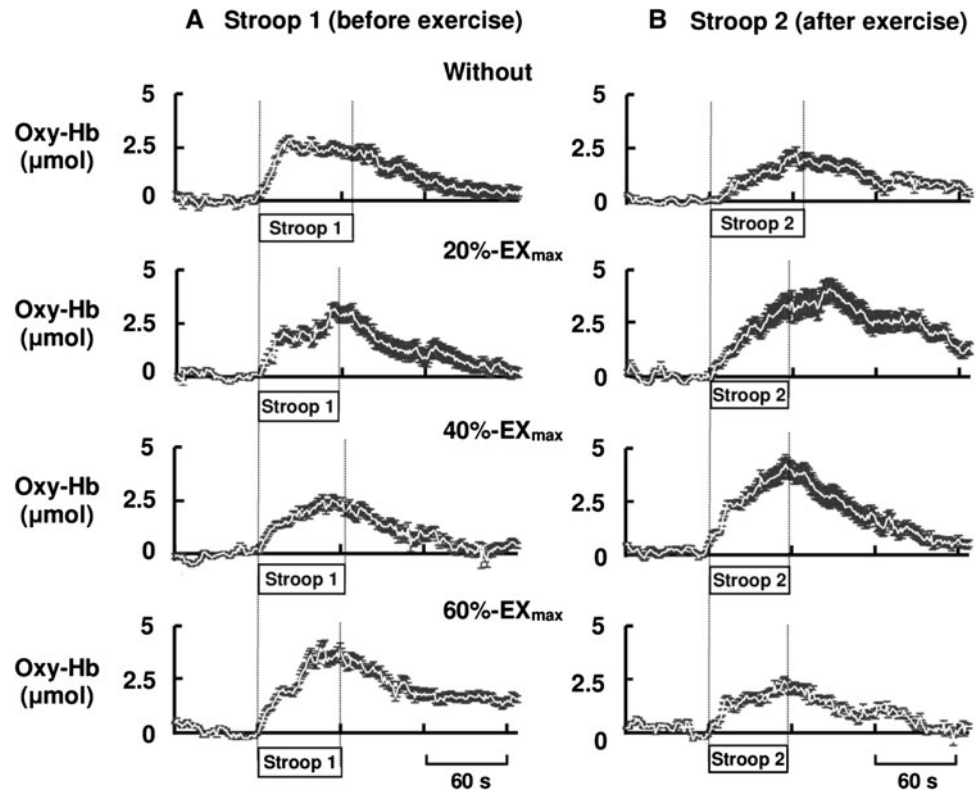 A Stroop 1 (before exercise)
B Stroop 2 (after exercise)
Without
Oxy-Hb
(µmol)
5
2.5
0
Stroop 1
5
2.5
0
Stroop 2
20%-EXmax
Oxy-Hb
(µmol)
5
2.5
0
Stroop 1
5
2.5
0
Stroop 2
40%-EXmax
Oxy-Hb
(µmol)
5
2.5
0
Stroop 1
5
2.5
0
Stroop 2
60%-EXmax
Oxy-Hb
(µmol)
5
2.5
0
Stroop 1
60 s
5
2.5
0
Stroop 2
60 s